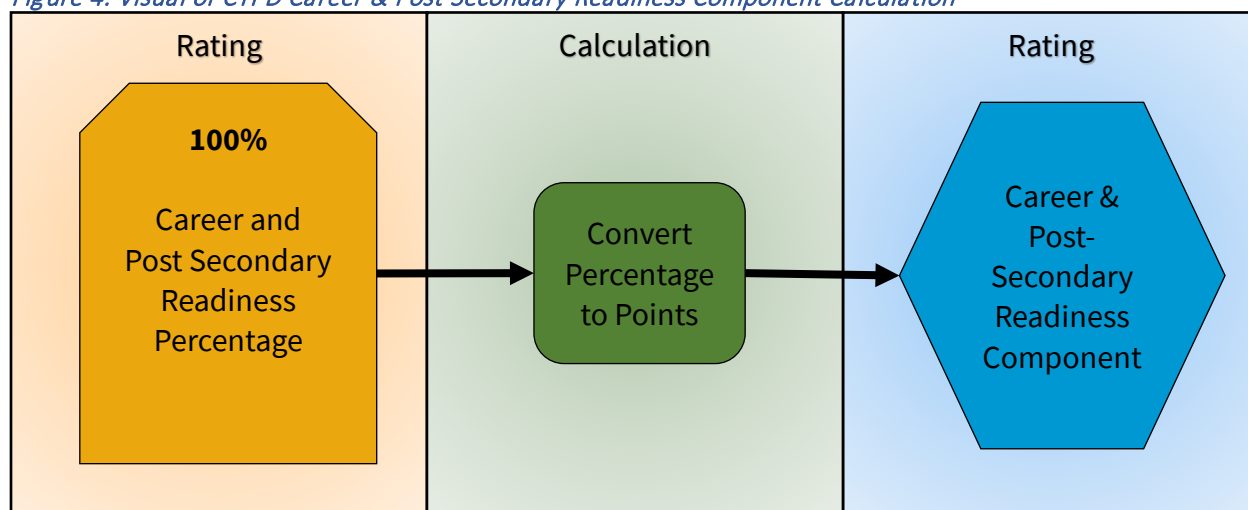 Figure 4: Visual of CTPD Career & Post Secondary Readiness Component Calculation
Rating
100%
Career and
Post Secondary
Readiness
Percentage
Calculation
Convert
Percentage
to Points
Rating
Career &
Post-
Secondary
Readiness
Component